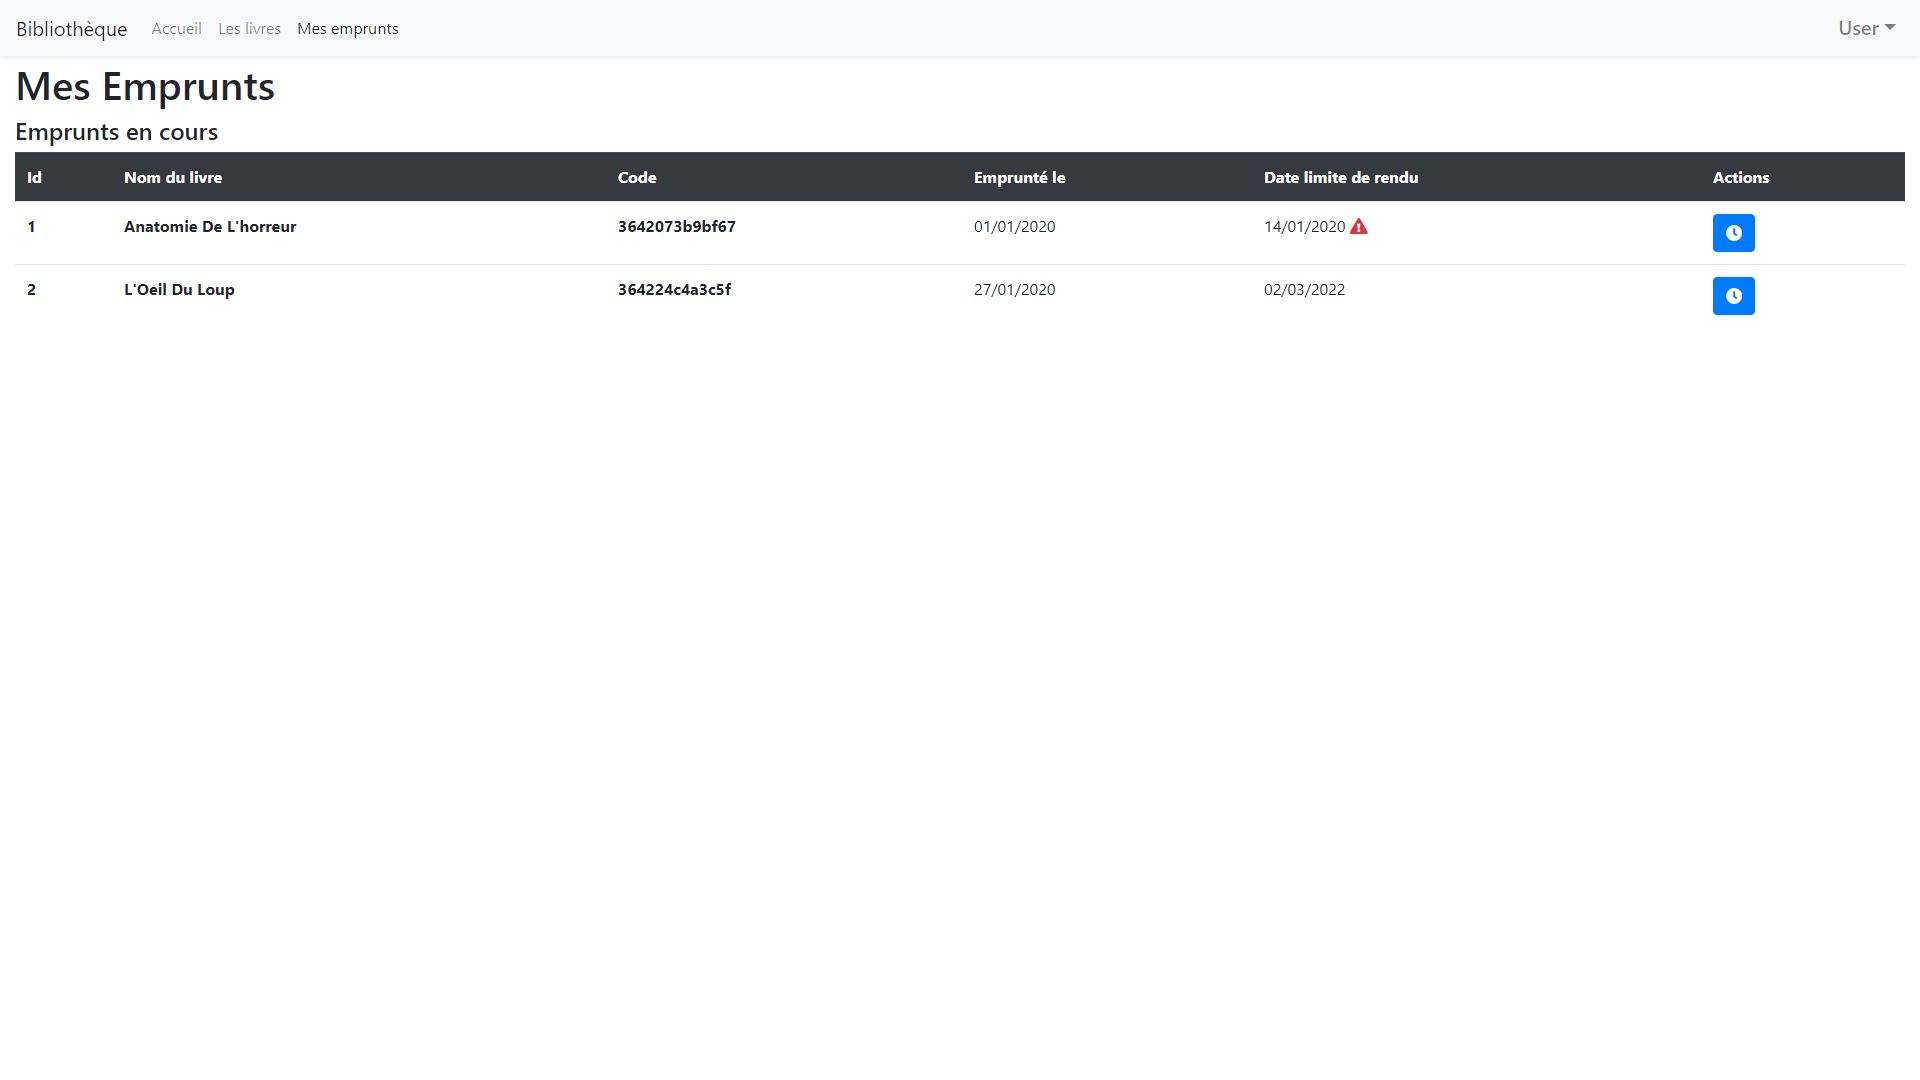 Bibliothèque Accueil Les livres Mes emprunts User
Mes Emprunts
Emprunts en cours
Id Nom du livre Code Emprunté le Date limite de rendu Actions
1 Anatomie De L'horreur 3642073b9bf67 01/01/2020 14/01/2020
2 L'Oeil Du Loup 364224c4a3c5f 27/01/2020 02/03/2022